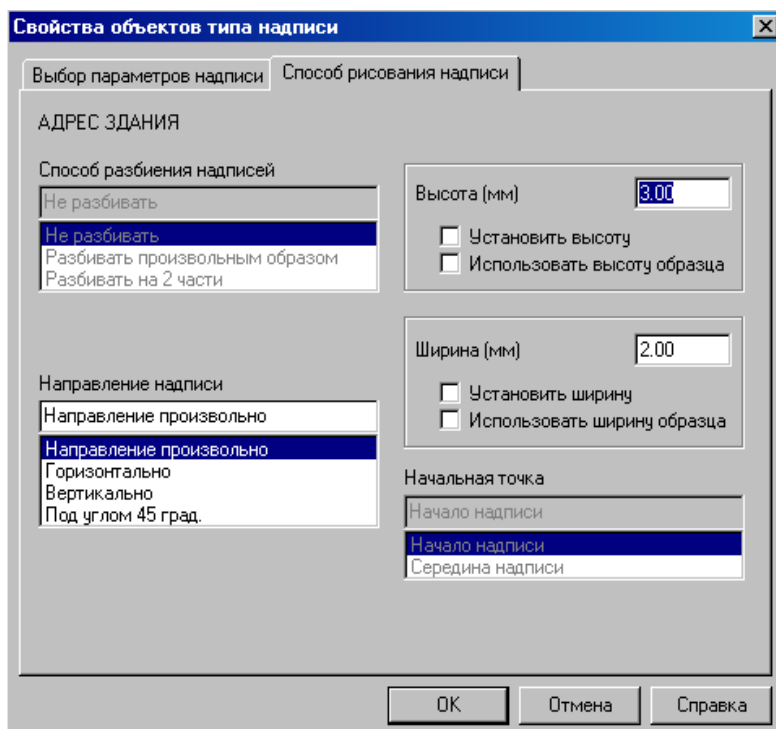 Свойства объектов типа надписи
Выбор параметров надписи
Способ рисования надписи
АДРЕС ЗДАНИЯ
Способ разбиения надписей
Не разбивать
Не разбивать
Разбивать произвольным образом
Разбивать на 2 части
Направление надписи
Направление произвольно
Направление произвольно
Горизонтально
Вертикально
Под углом 45 град.
Высота (мм)
3.00
Установить высоту
Использовать высоту образца
Ширина (мм)
2.00
Установить ширину
Использовать ширину образца
Начальная точка
Начало надписи
Начало надписи
Середина надписи
OK
Отмена
Справка